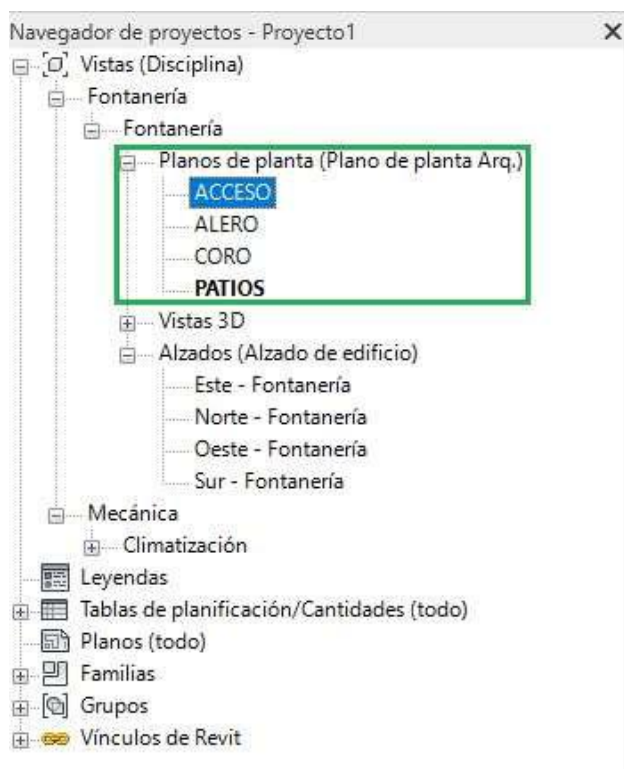 Navegador de proyectos - Proyecto1
Vistas (Disciplina)
Fontanería
Fontanería
Planos de planta (Plano de planta Arq.)
ACCESO
ALERO
CORO
PATIOS
Vistas 3D
Alzados (Alzado de edificio)
Este - Fontanería
Norte - Fontanería
Oeste - Fontanería
Sur - Fontanería
Mecánica
Climatización
Leyendas
Tablas de planificación/Cantidades (todo)
Planos (todo)
Familias
Grupos
Vínculos de Revit